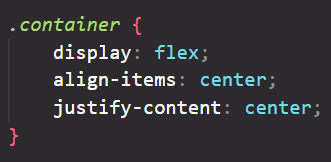 .container {
    display: flex;
    align-items: center;
    justify-content: center;
}